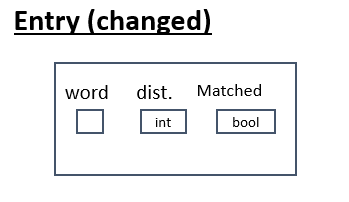 Entry (changed)
word dist. Matched
int bool